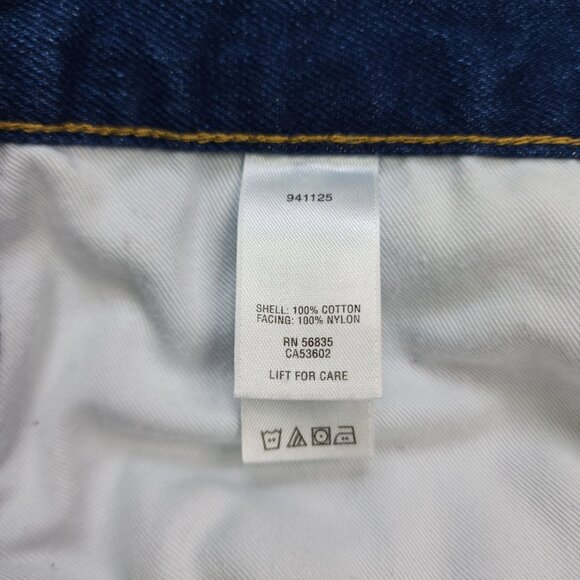 941125
SHELL: 100% COTTON
FACING: 100% NYLON
RN 56835
CA53602
LIFT FOR CARE